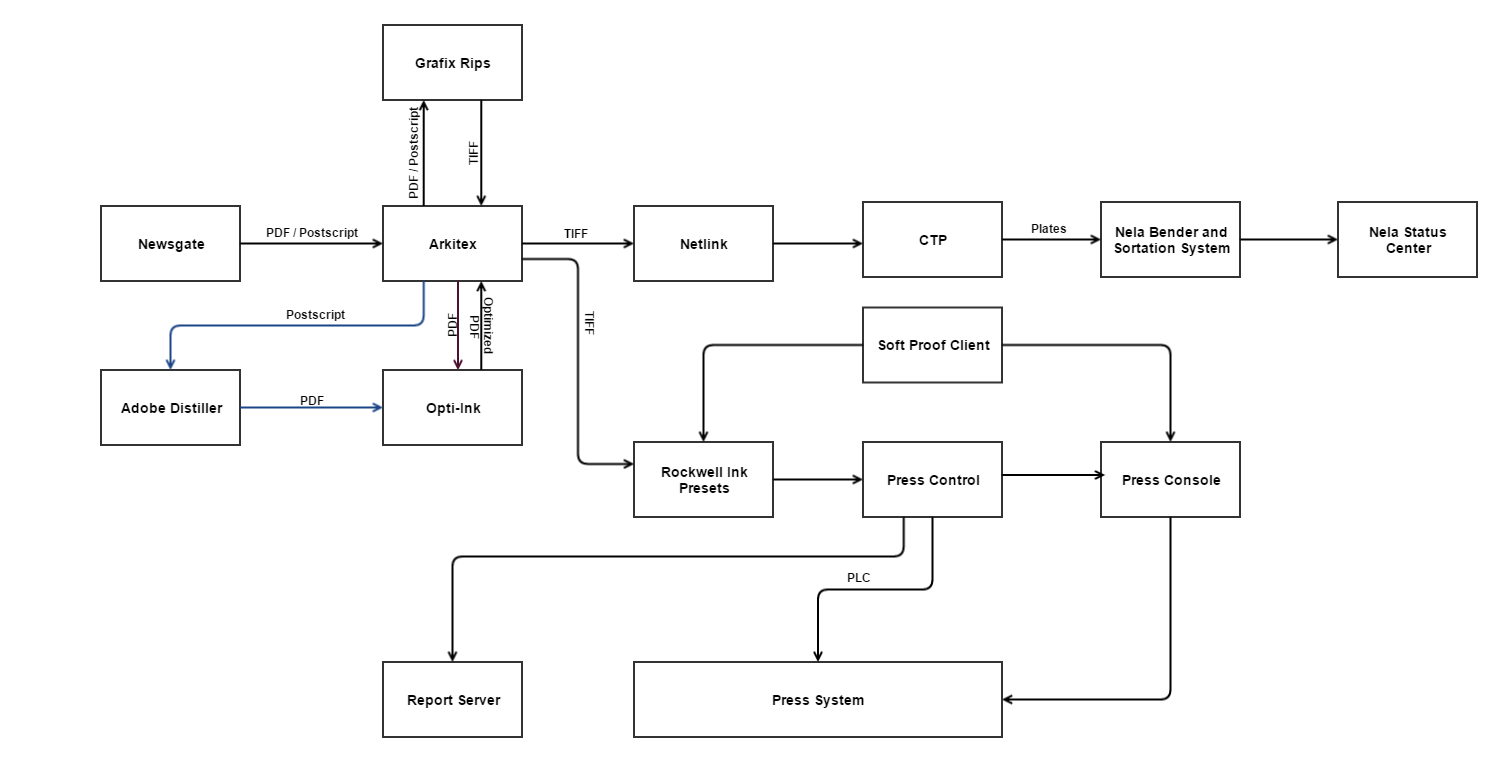 Grafix Rips
PDF / Postscript
TIFF
Newsgate
PDF / Postscript
Arkitex
TIFF
Netlink
CTP
Plates
Nela Bender and
Sortation System
Nela Status
Center
Postscript
PDF
Optimized
PDF
TIFF
Soft Proof Client
Adobe Distiller
PDF
Opti-Ink
Rockwell Ink
Presets
Press Control
Press Console
PLC
Report Server
Press System